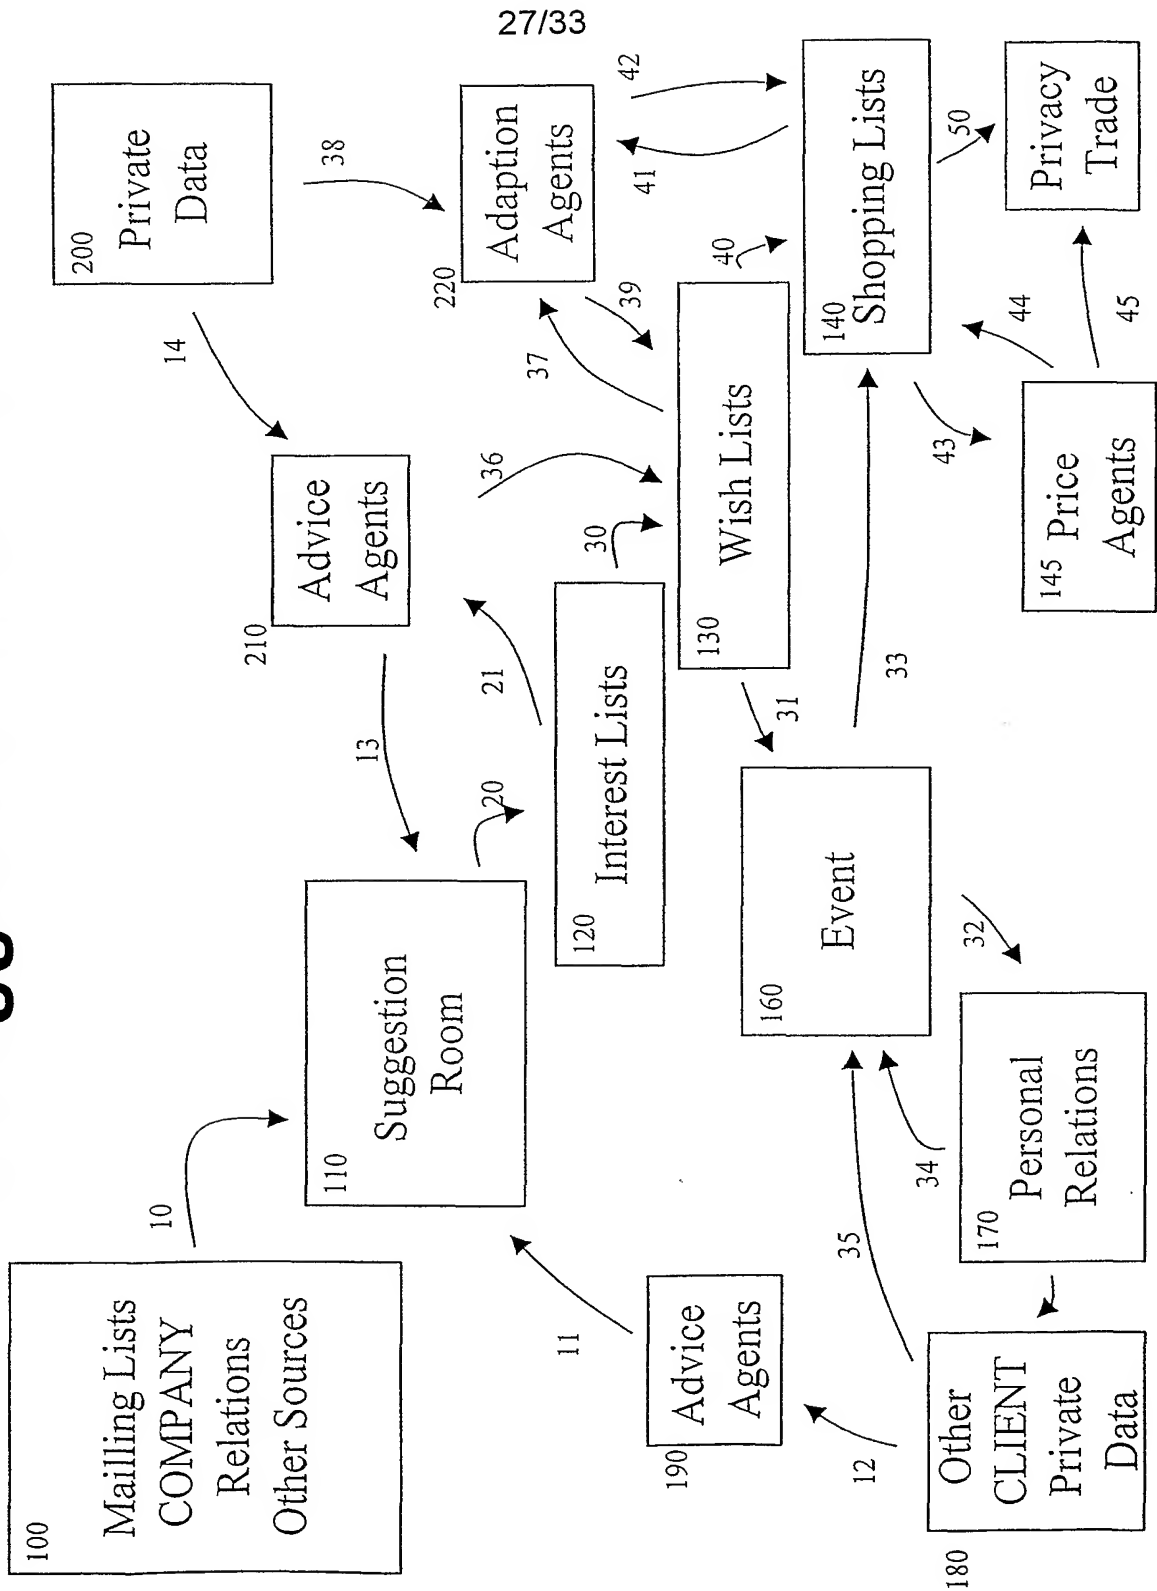 27/33
100
Mailling Lists
COMPANY
Relations
Other Sources
10
110
Suggestion
Room
13
210
Advice
Agents
14
200
Private
Data
38
11
20
21
36
37
39
220
Adaption
Agents
120
Interest Lists
30
130
Wish Lists
40
41
42
190
Advice
Agents
12
35
160
Event
31
33
140
Shopping Lists
180
Other
CLIENT
Private
Data
34
170
Personal
Relations
32
43
44
50
145
Price
Agents
45
Privacy
Trade